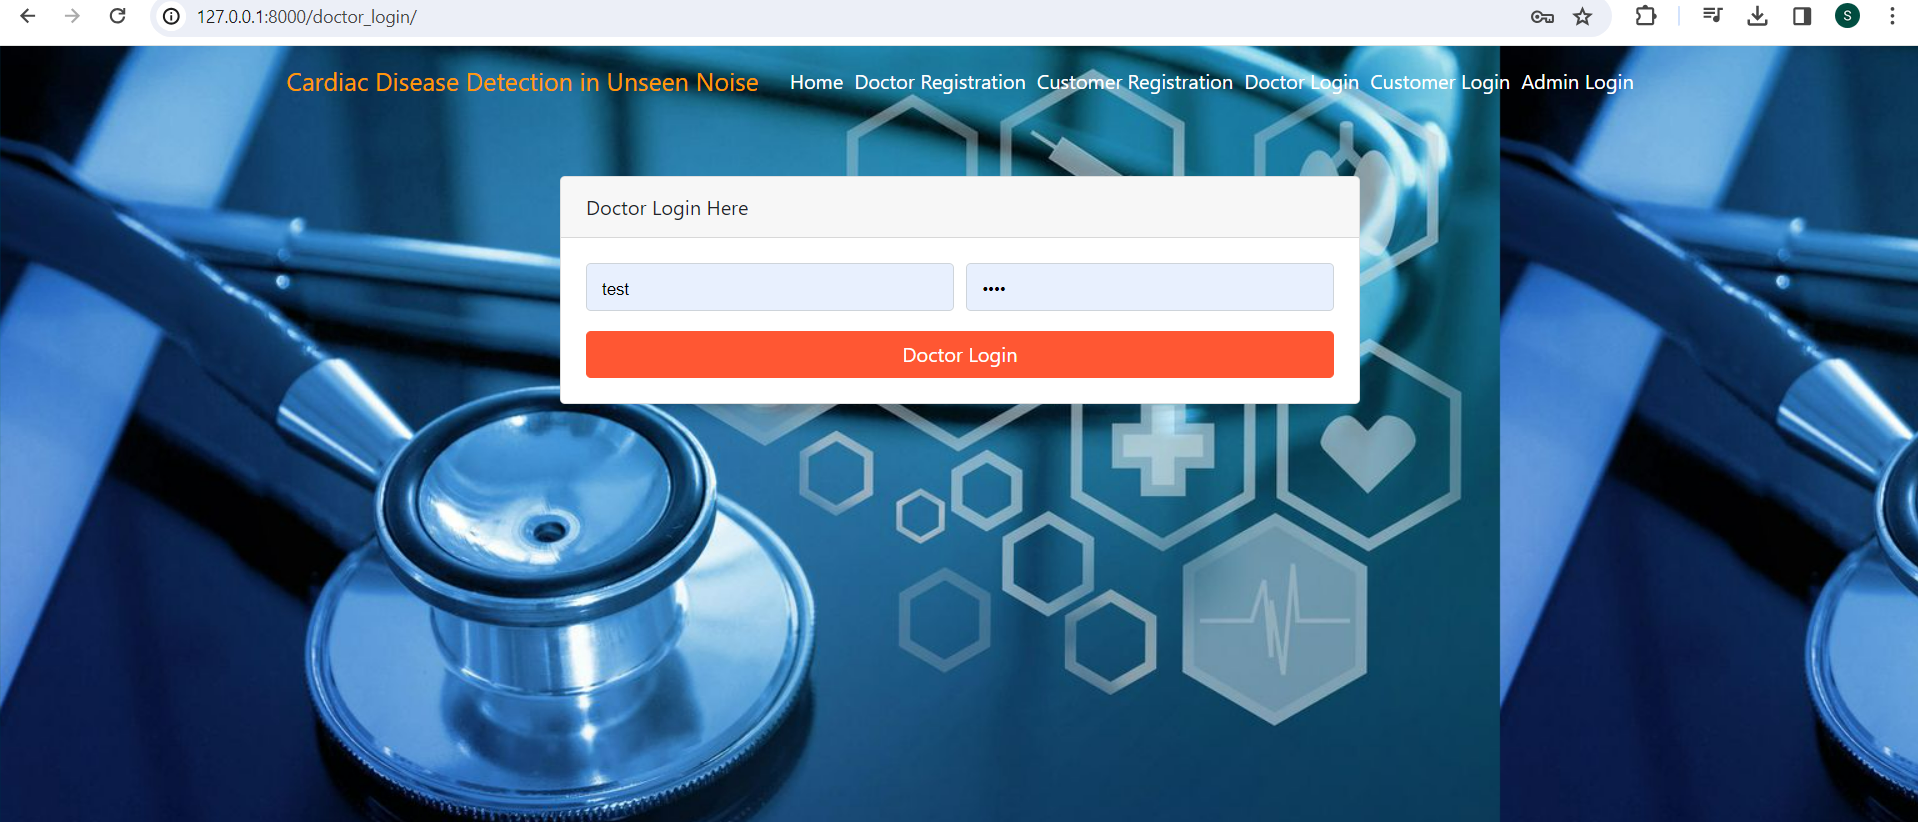 127.0.0.1:8000/doctor_login/
S
Cardiac Disease Detection in Unseen Noise Home Doctor Registration Customer Registration Doctor Login Customer Login Admin Login
Doctor Login Here
test ••••
Doctor Login